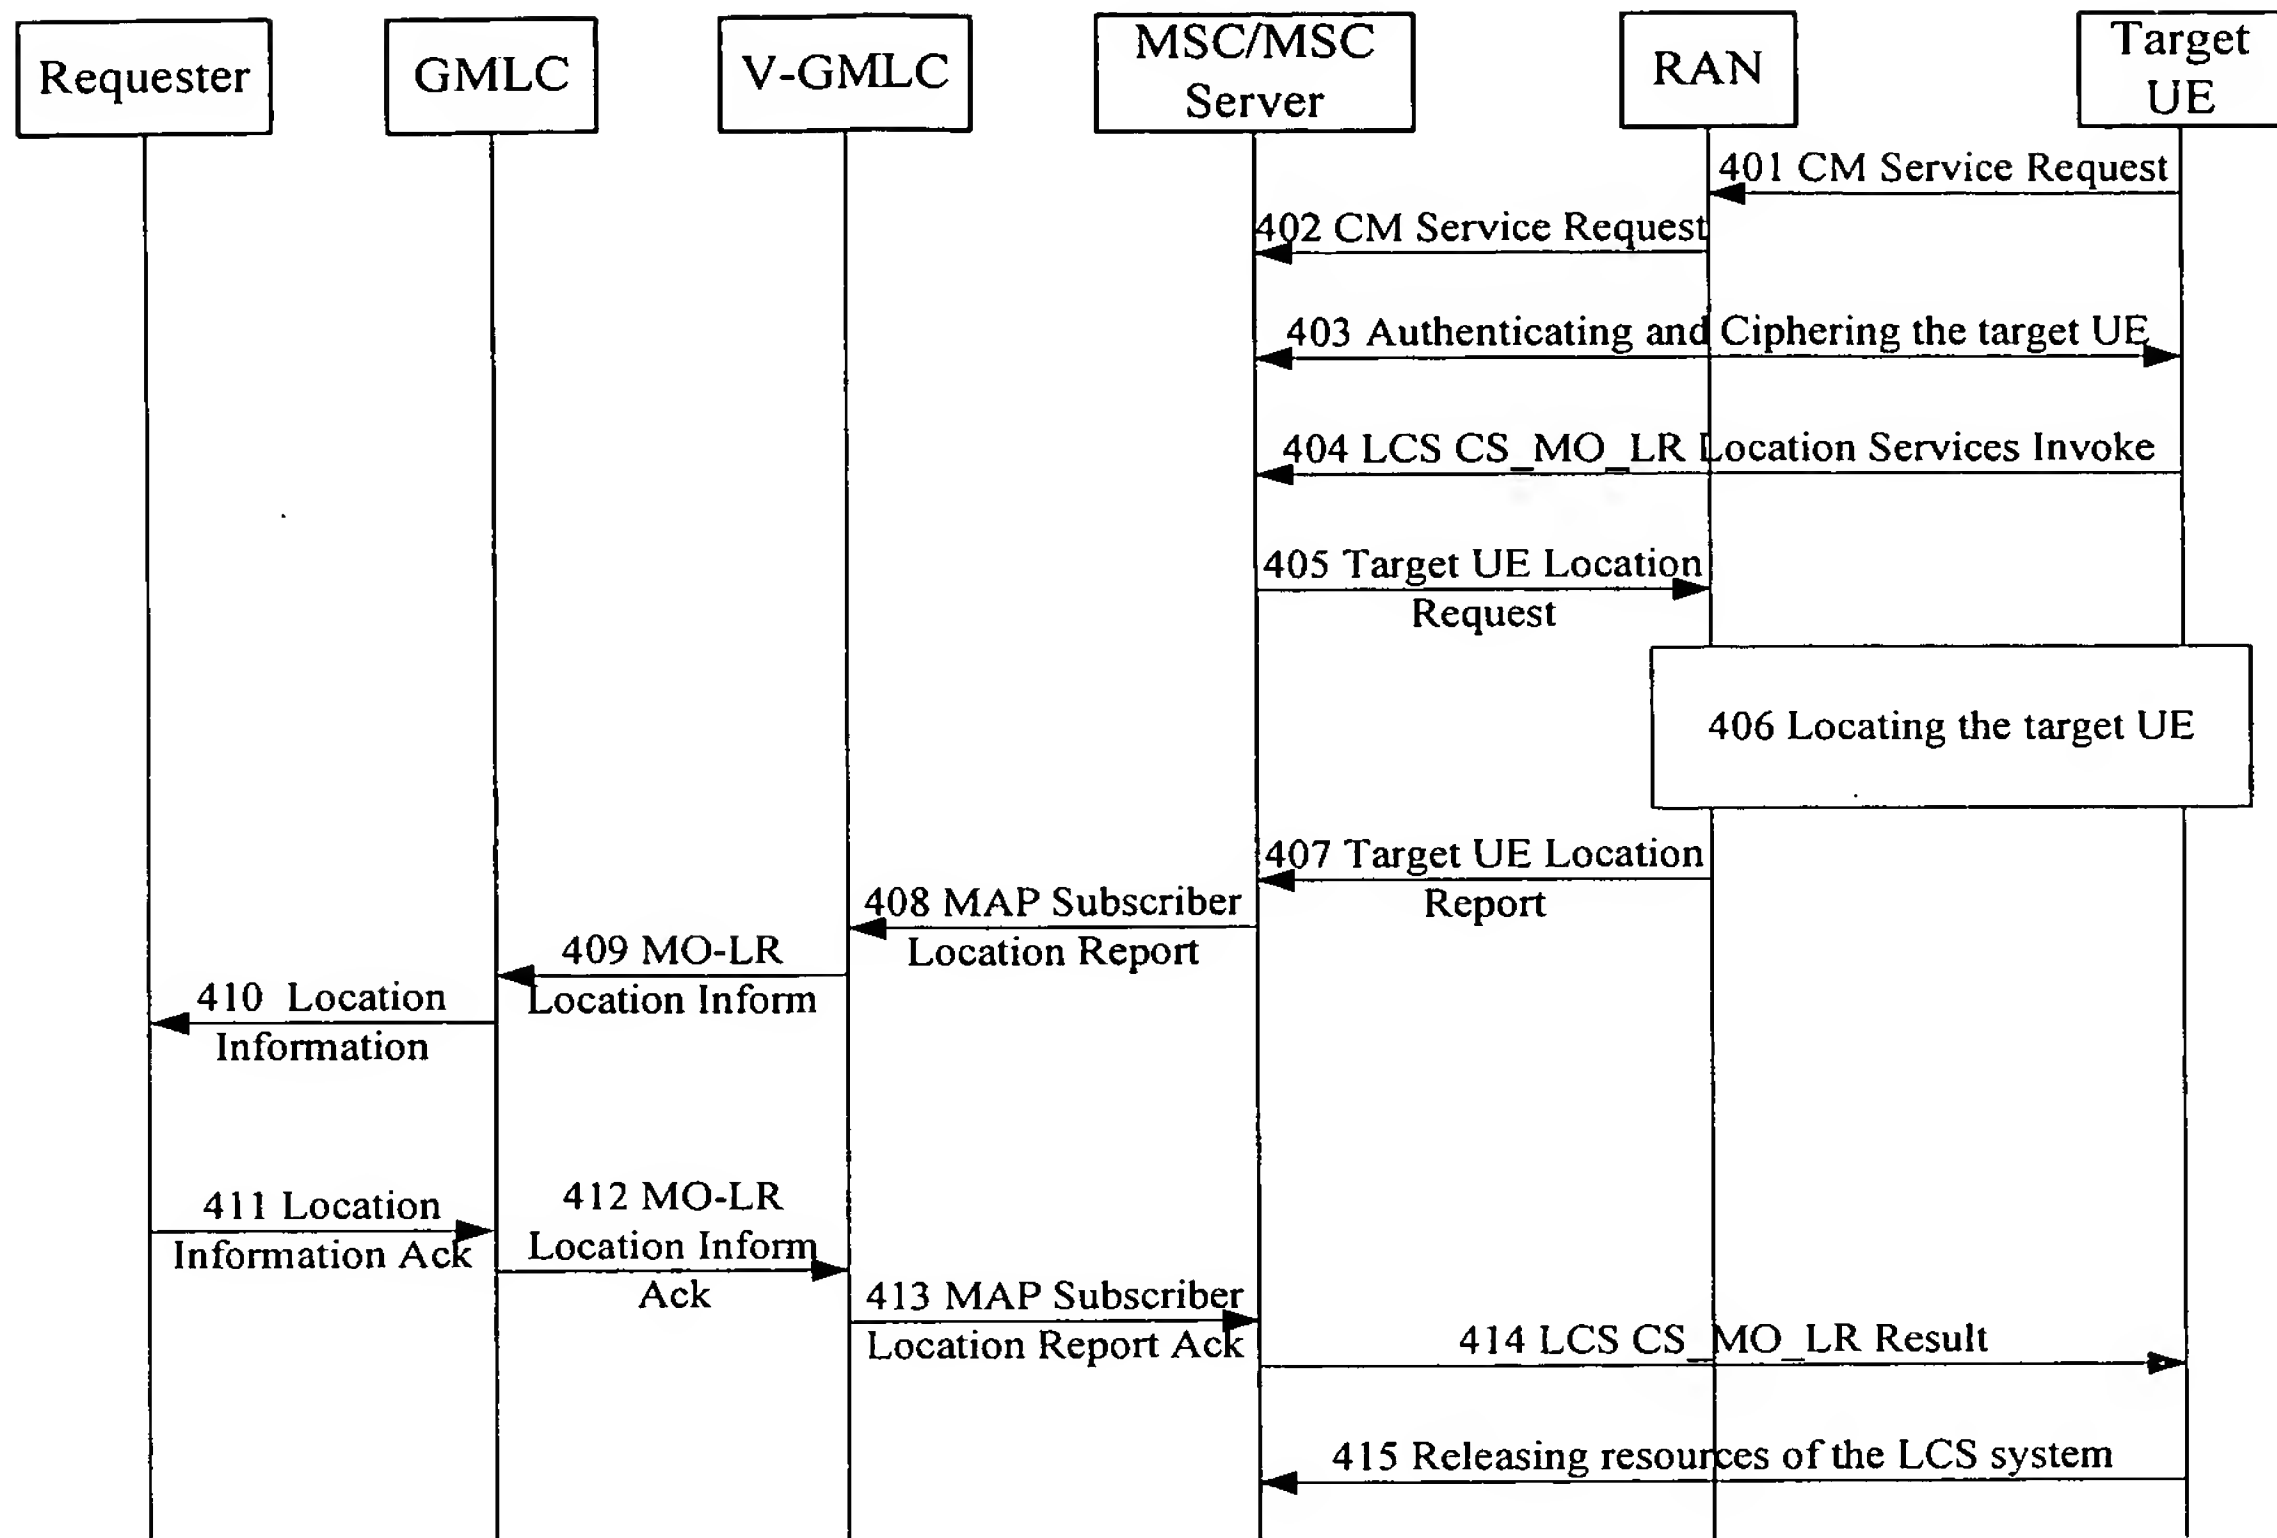 Requester
GMLC
V-GMLC
MSC/MSC
Server
RAN
Target
UE
401 CM Service Request
402 CM Service Request
403 Authenticating and Ciphering the target UE
404 LCS CS_MO_LR Location Services Invoke
405 Target UE Location
Request
406 Locating the target UE
407 Target UE Location
Report
408 MAP Subscriber
Location Report
409 MO-LR
Location Inform
410 Location
Information
411 Location
Information Ack
412 MO-LR
Location Inform
Ack
413 MAP Subscriber
Location Report Ack
414 LCS CS_MO_LR Result
415 Releasing resources of the LCS system